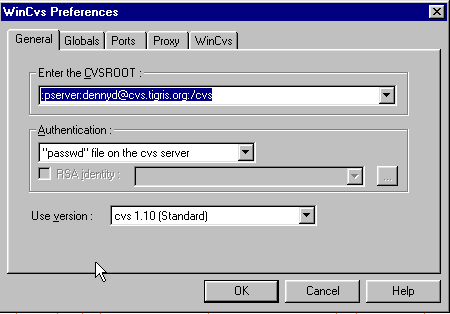 WinCvs Preferences
General Globals Ports Proxy WinCvs
Enter the CVSROOT :
:pserver:dennyd@cvs.tigris.org:/cvs
Authentication :
"passwd" file on the cvs server
RSA identity :
...
Use version : cvs 1.10 (Standard)
OK Cancel Help